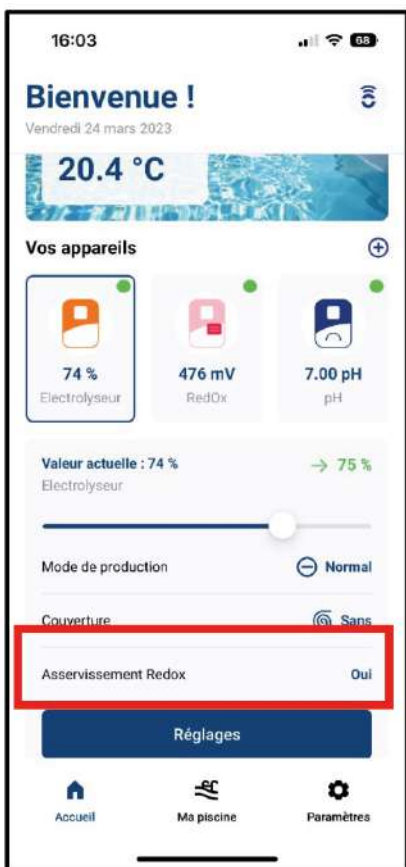 16:03
68
Bienvenue !
Vendredi 24 mars 2023
20.4 °C
Vos appareils
74 %
Electrolyseur
476 mV
RedOx
7.00 pH
pH
Valeur actuelle : 74 %
→ 75 %
Electrolyseur
Mode de production
Normal
Couverture
Sans
Asservissement Redox
Oui
Réglages
Accueil
Ma piscine
Paramètres